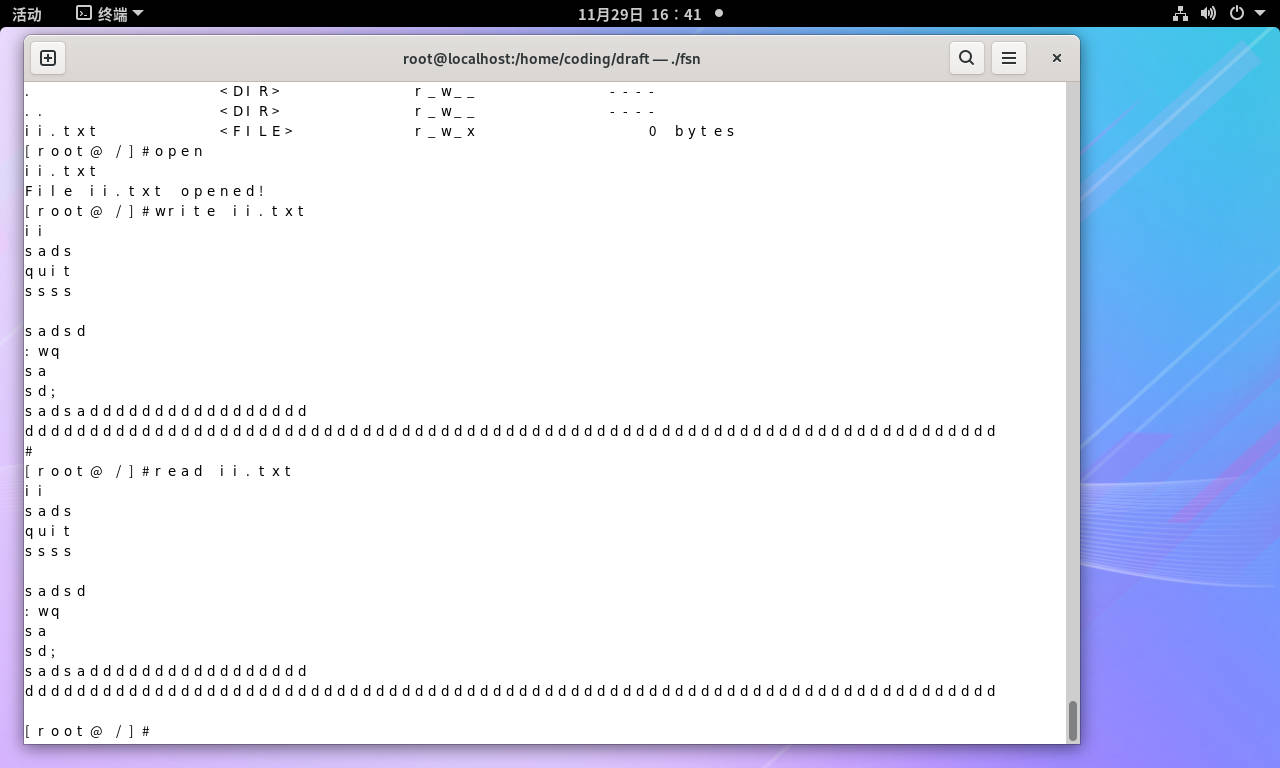 活动 终端 11月29日 16：41
root@localhost:/home/coding/draft — ./fsn
. <DIR> r_w__ ----
.. <DIR> r_w__ ----
ii.txt <FILE> r_w_x 0 bytes
[root@ /]#open
ii.txt
File ii.txt opened!
[root@ /]#write ii.txt
ii
sads
quit
ssss
sadsd
:wq
sa
sd;
sadsaddddddddddddddddd
ddddddddddddddddddddddddddddddddddddddddddddddddddddddddddddddddddddddddddd
#
[root@ /]#read ii.txt
ii
sads
quit
ssss
sadsd
:wq
sa
sd;
sadsaddddddddddddddddd
ddddddddddddddddddddddddddddddddddddddddddddddddddddddddddddddddddddddddddd
[root@ /]#